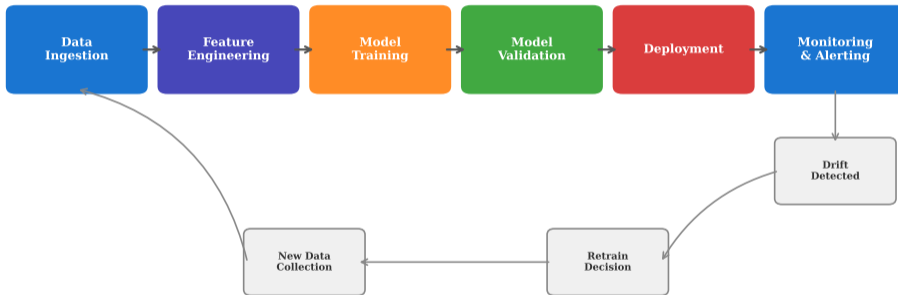 Data
Ingestion
Feature
Engineering
Model
Training
Model
Validation
Deployment
Monitoring
& Alerting
Drift
Detected
New Data
Collection
Retrain
Decision